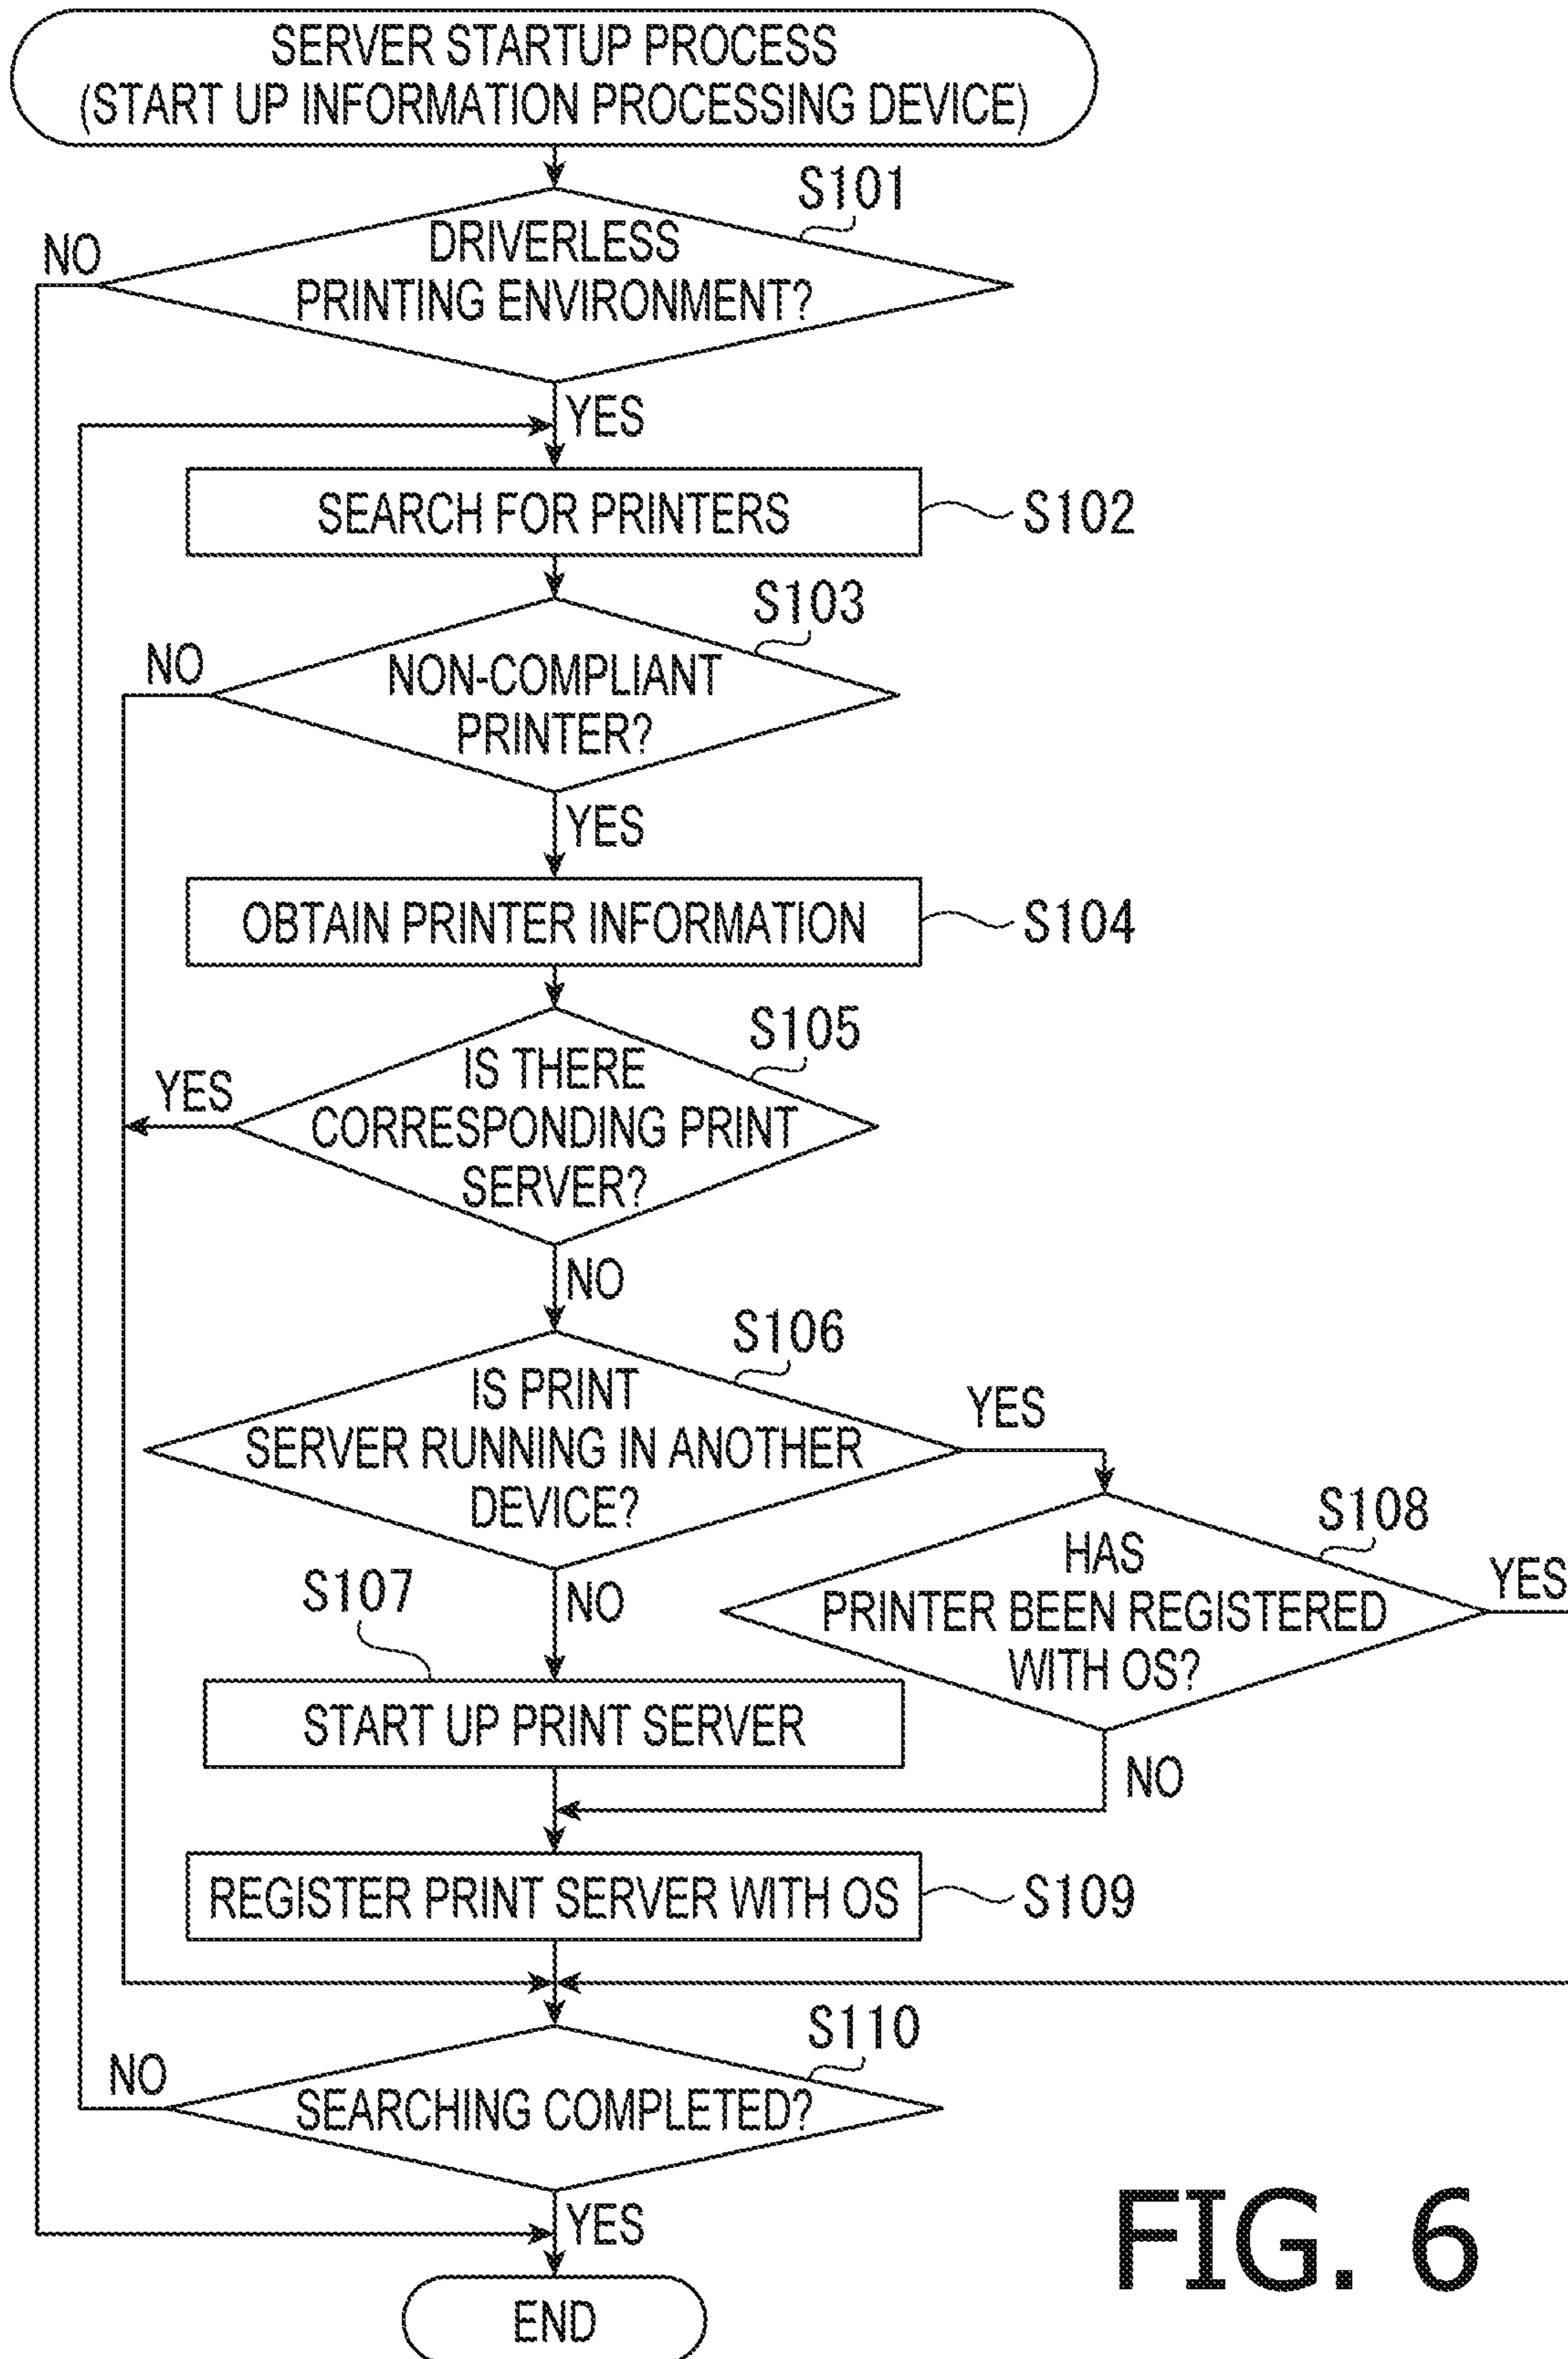 SERVER STARTUP PROCESS
(START UP INFORMATION PROCESSING DEVICE)
S101
NO
DRIVERLESS
PRINTING ENVIRONMENT?
YES
SEARCH FOR PRINTERS
S102
S103
NO
NON-COMPLIANT
PRINTER?
YES
OBTAIN PRINTER INFORMATION
S104
S105
YES
IS THERE
CORRESPONDING PRINT
SERVER?
NO
S106
IS PRINT
SERVER RUNNING IN ANOTHER
DEVICE?
YES
S108
HAS
PRINTER BEEN REGISTERED
WITH OS?
YES
NO
S107
NO
START UP PRINT SERVER
REGISTER PRINT SERVER WITH OS
S109
S110
NO
SEARCHING COMPLETED?
YES
END
FIG. 6